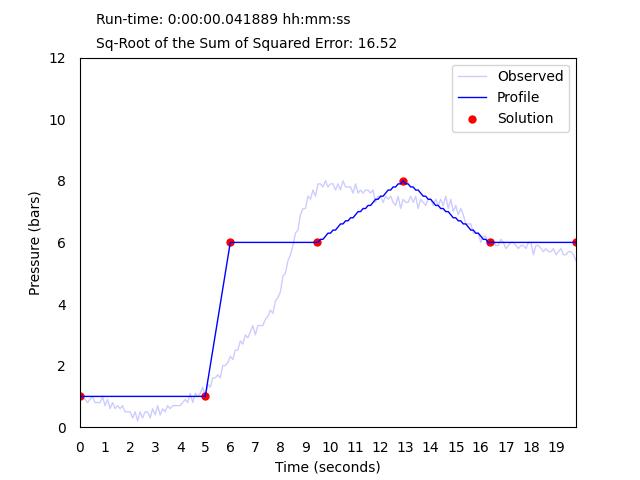 Run-time: 0:00:00.041889 hh:mm:ss
Sq-Root of the Sum of Squared Error: 16.52
12
10
8
6
4
2
0
Pressure (bars)
Observed
Profile
Solution
0 1 2 3 4 5 6 7 8 9 10 11 12 13 14 15 16 17 18 19
Time (seconds)